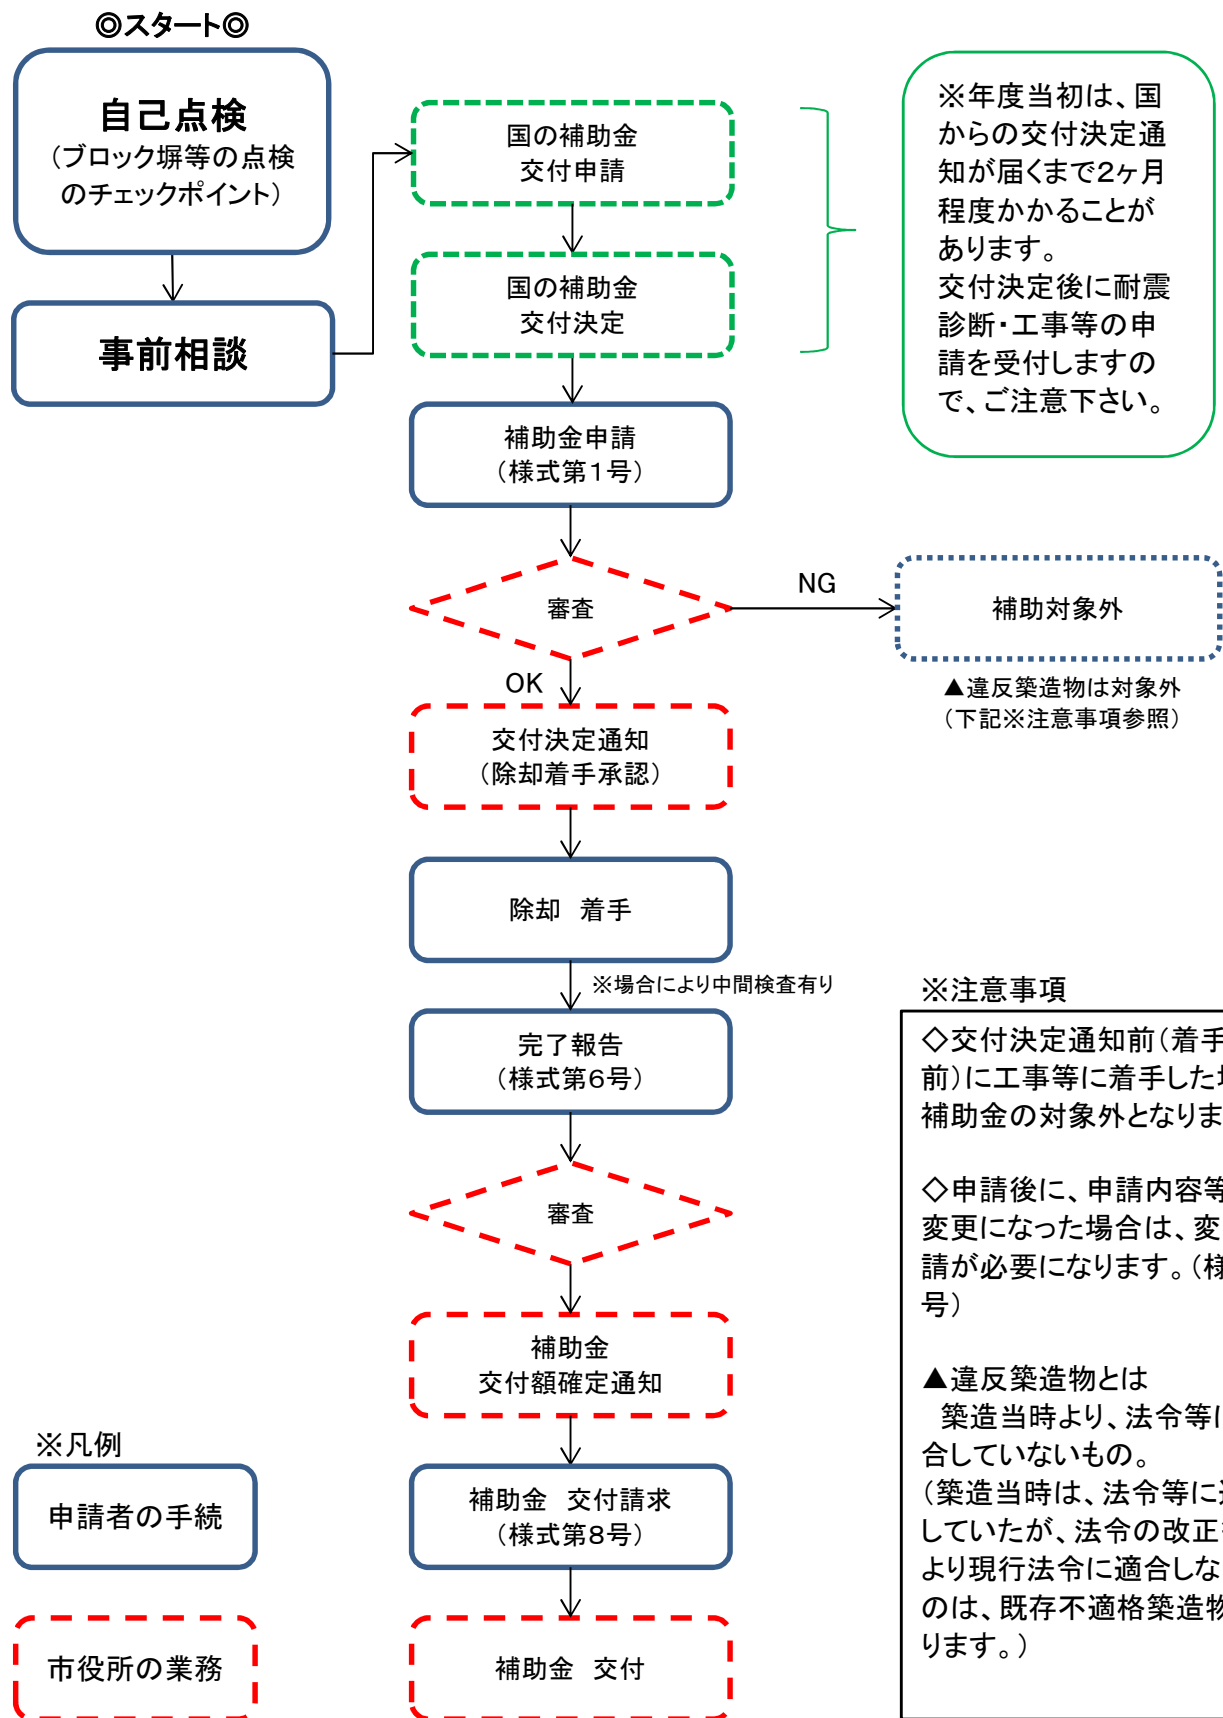 ◎スタート◎
自己点検
(ブロック塀等の点検
のチェックポイント)
事前相談
国の補助金
交付申請
国の補助金
交付決定
※年度当初は、国
からの交付決定通
知が届くまで2ヶ月
程度かかることが
あります。
交付決定後に耐震
診断・工事等の申
請を受付しますの
で、ご注意下さい。
補助金申請
(様式第1号)
審査
NG
補助対象外
▲違反築造物は対象外
(下記※注意事項参照)
OK
交付決定通知
(除却着手承認)
除却 着手
※場合により中間検査有り
完了報告
(様式第6号)
審査
補助金
交付額確定通知
補助金 交付請求
(様式第8号)
補助金 交付
※注意事項
◇交付決定通知前(着手
前)に工事等に着手した
補助金の対象外となりま
◇申請後に、申請内容等
変更になった場合は、変
請が必要になります。(様
号)
▲違反築造物とは
築造当時より、法令等に
合していないもの。
(築造当時は、法令等に
していたが、法令の改正
より現行法令に適合しな
のは、既存不適格築造物
ります。)
※凡例
申請者の手続
市役所の業務